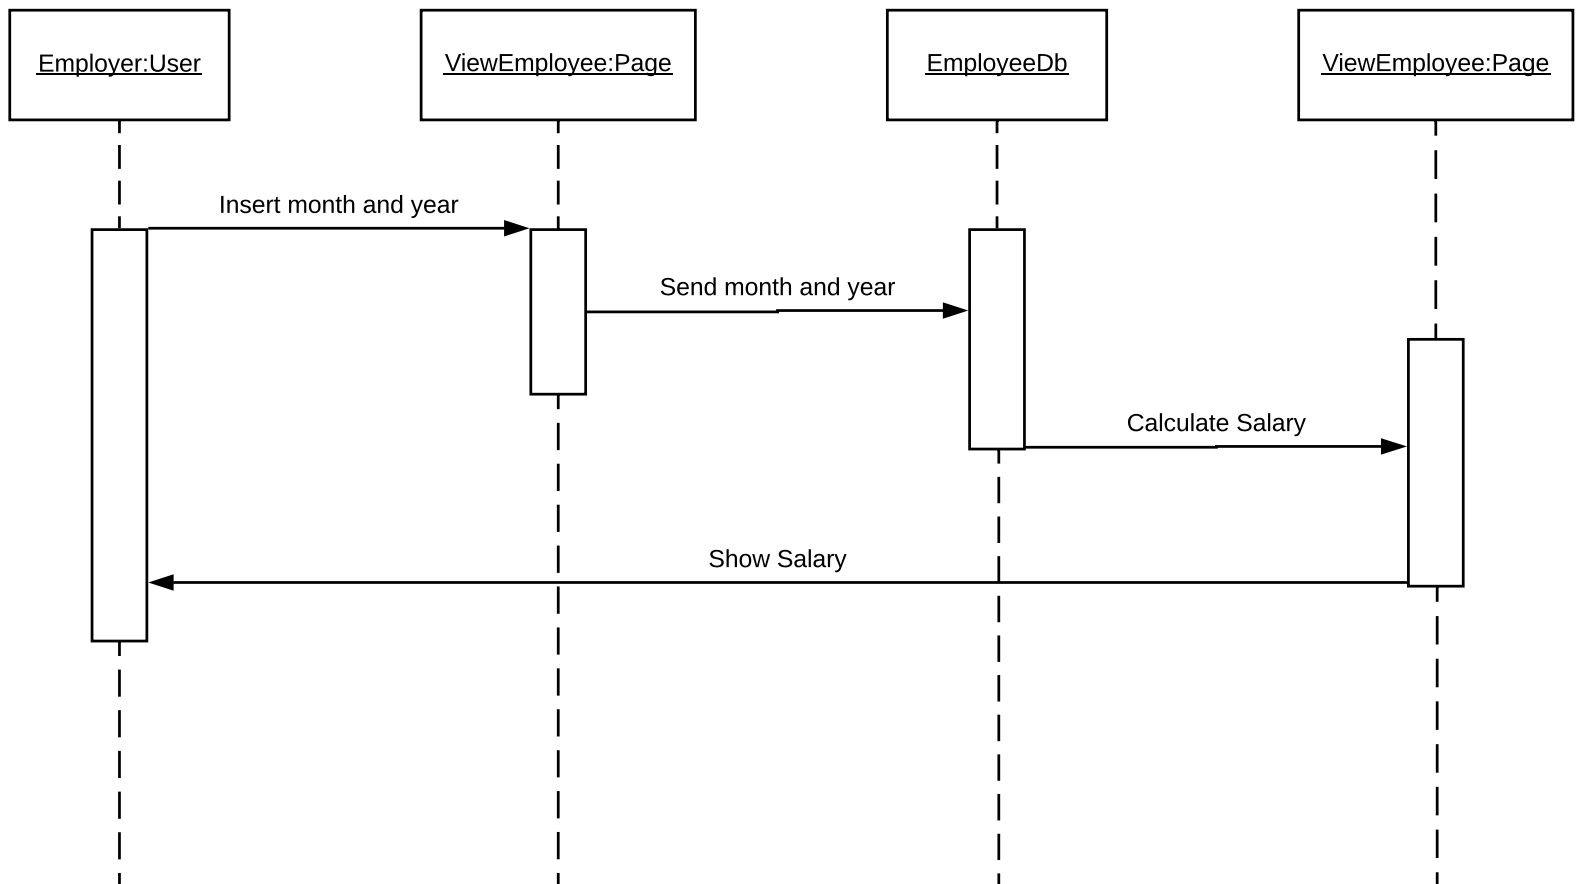 Employer:User
ViewEmployee:Page
EmployeeDb
ViewEmployee:Page
Insert month and year
Send month and year
Calculate Salary
Show Salary